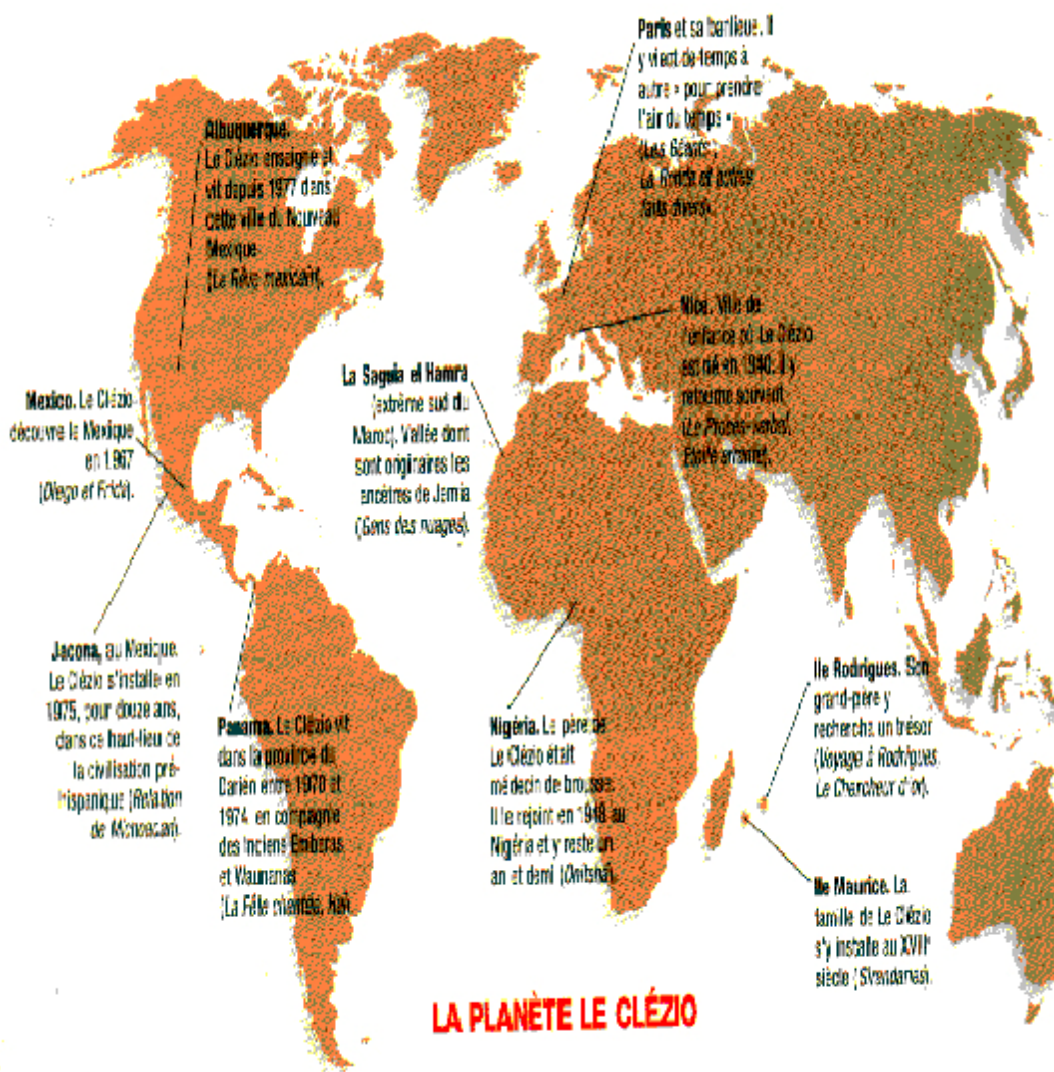 Paris et sa banlieue. Il
y vient de temps à
autre « pour prendre
l'air du temps »
(Les Géants ;
La Ronde et autres
faits divers).
Albuquerque.
Le Clézio enseigne et
vit depuis 1977 dans
cette ville du Nouveau
Mexique
(Le Rêve mexicain).
Nice. Ville de
l'enfance où Le Clézio
est né en 1940. Il y
retourne souvent
(Le Procès-verbal,
Etoile errante).
La Saguia el Hamra
(extrême sud du
Maroc). Vallée dont
sont originaires les
ancêtres de Jemia
(Gens des nuages).
Mexico. Le Clézio
découvre le Mexique
en 1967
(Diego et Frida).
Jacona, au Mexique.
Le Clézio s'installe en
1975, pour douze ans,
dans ce haut-lieu de
la civilisation pré-
hispanique (Relation
de Michoacan).
Panama. Le Clézio vit
dans la province du
Darién entre 1970 et
1974 en compagnie
des Indiens Emberas
et Waunanas
(La Fête chantée, Haï).
Nigéria. Le père de
Le Clézio était
médecin de brousse.
Il le rejoint en 1948 au
Nigéria et y reste un
an et demi (Onitsha).
Ile Rodrigues. Son
grand-père y
rechercha un trésor
(Voyage à Rodrigues,
Le Chercheur d'or).
Ile Maurice. La
famille de Le Clézio
s'y installe au XVIIIe
siècle (Sirandanes).
LA PLANÈTE LE CLÉZIO